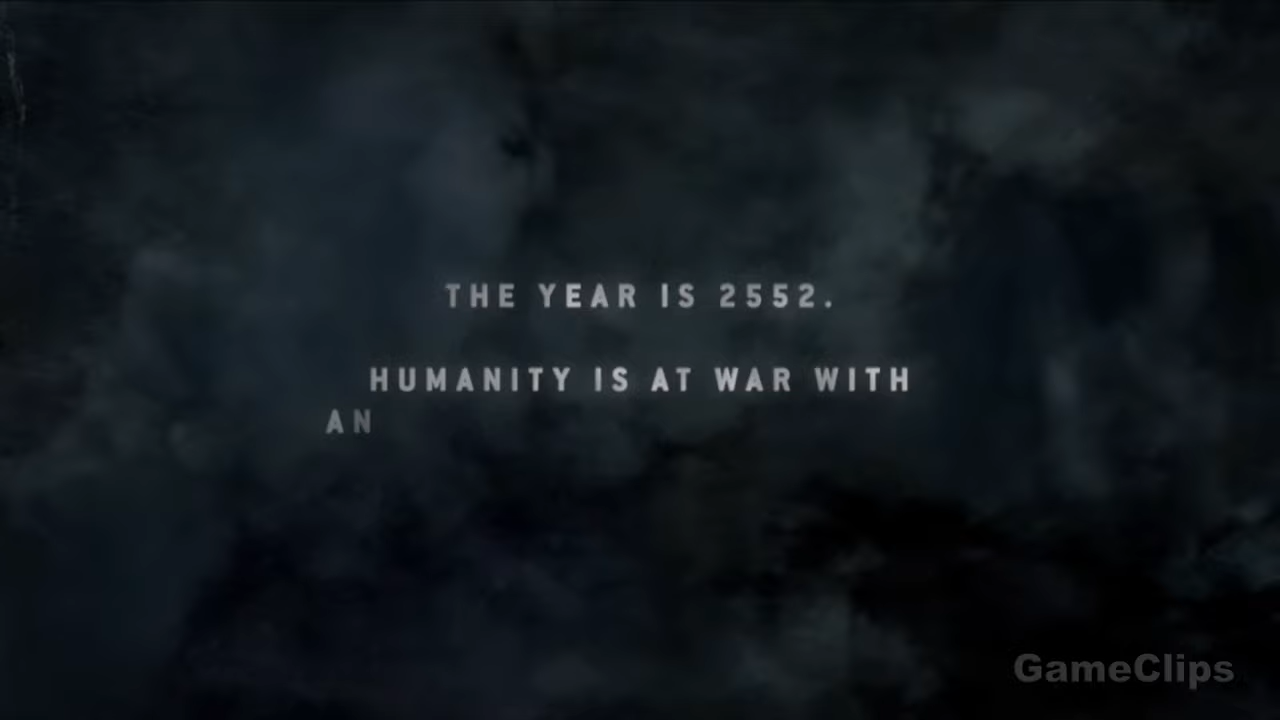 THE YEAR IS 2552.
HUMANITY IS AT WAR WITH
AN
GameClips